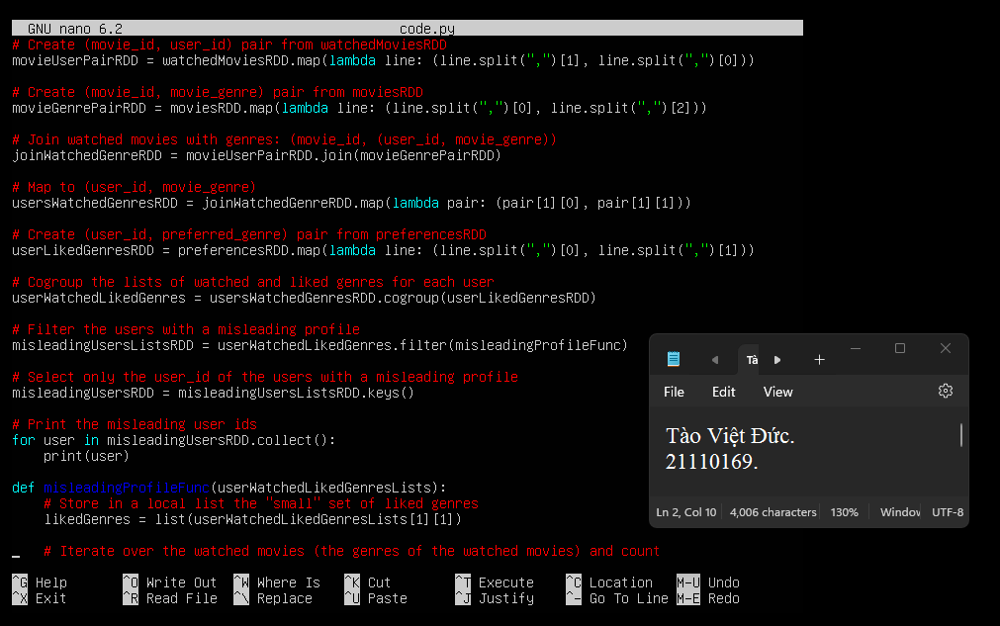 GNU nano 6.2 code.py
# Create (movie_id, user_id) pair from watchedMoviesRDD
movieUserPairRDD = watchedMoviesRDD.map(lambda line: (line.split(",")[1], line.split(",")[0]))
# Create (movie_id, movie_genre) pair from moviesRDD
movieGenrePairRDD = moviesRDD.map(lambda line: (line.split(",")[0], line.split(",")[2]))
# Join watched movies with genres: (movie_id, (user_id, movie_genre))
joinWatchedGenreRDD = movieUserPairRDD.join(movieGenrePairRDD)
# Map to (user_id, movie_genre)
usersWatchedGenresRDD = joinWatchedGenreRDD.map(lambda pair: (pair[1][0], pair[1][1]))
# Create (user_id, preferred_genre) pair from preferencesRDD
userLikedGenresRDD = preferencesRDD.map(lambda line: (line.split(",")[0], line.split(",")[1]))
# Cogroup the lists of watched and liked genres for each user
userWatchedLikedGenres = usersWatchedGenresRDD.cogroup(userLikedGenresRDD)
# Filter the users with a misleading profile
misleadingUsersListsRDD = userWatchedLikedGenres.filter(misleadingProfileFunc)
# Select only the user_id of the users with a misleading profile
misleadingUsersRDD = misleadingUsersListsRDD.keys()
# Print the misleading user ids
for user in misleadingUsersRDD.collect():
    print(user)
def misleadingProfileFunc(userWatchedLikedGenresLists):
    # Store in a local list the "small" set of liked genres
    likedGenres = list(userWatchedLikedGenresLists[1][1])
    # Iterate over the watched movies (the genres of the watched movies) and count
^G Help ^O Write Out ^W Where Is ^K Cut ^T Execute ^C Location M-U Undo
^X Exit ^R Read File ^\ Replace ^U Paste ^J Justify ^- Go To Line M-E Redo
Tà
File Edit View
Tào Việt Đức.
21110169.
Ln 2, Col 10 4,006 characters 130% Window UTF-8